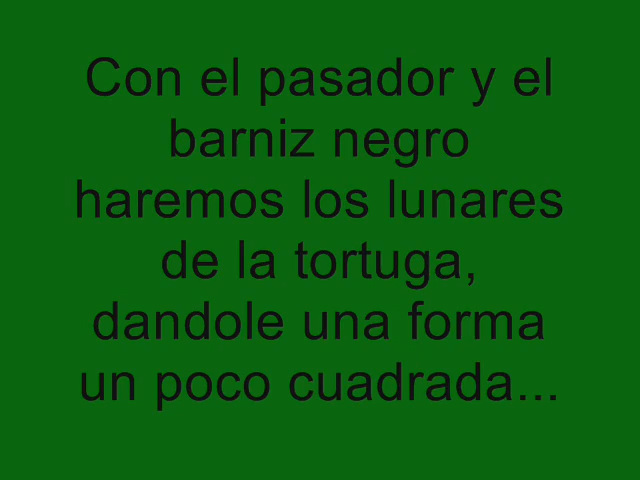 Con el pasador y el
barniz negro
haremos los lunares
de la tortuga,
dandole una forma
un poco cuadrada...